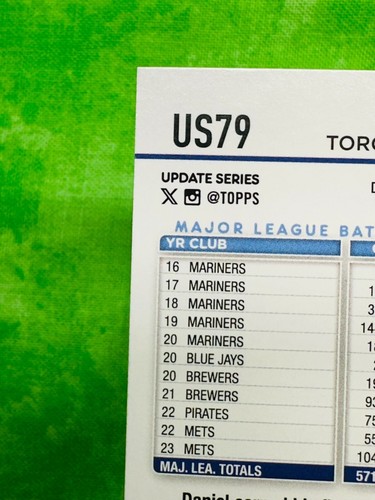 US79
TORO
UPDATE SERIES
@TOPPS
MAJOR LEAGUE BAT
YR CLUB
16 MARINERS
17 MARINERS
18 MARINERS
19 MARINERS
20 MARINERS
20 BLUE JAYS
20 BREWERS
21 BREWERS
22 PIRATES
22 METS
23 METS
MAJ. LEA. TOTALS 571